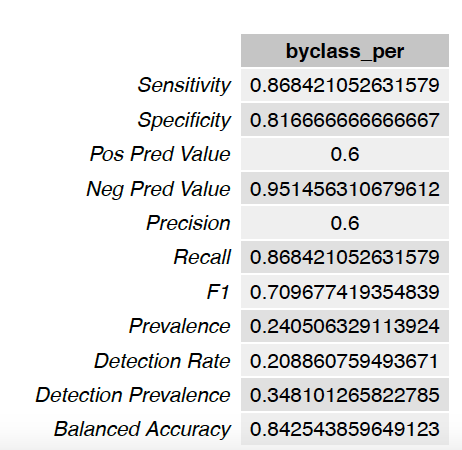 byclass_per
Sensitivity 0.868421052631579
Specificity 0.816666666666667
Pos Pred Value 0.6
Neg Pred Value 0.951456310679612
Precision 0.6
Recall 0.868421052631579
F1 0.709677419354839
Prevalence 0.240506329113924
Detection Rate 0.208860759493671
Detection Prevalence 0.348101265822785
Balanced Accuracy 0.842543859649123